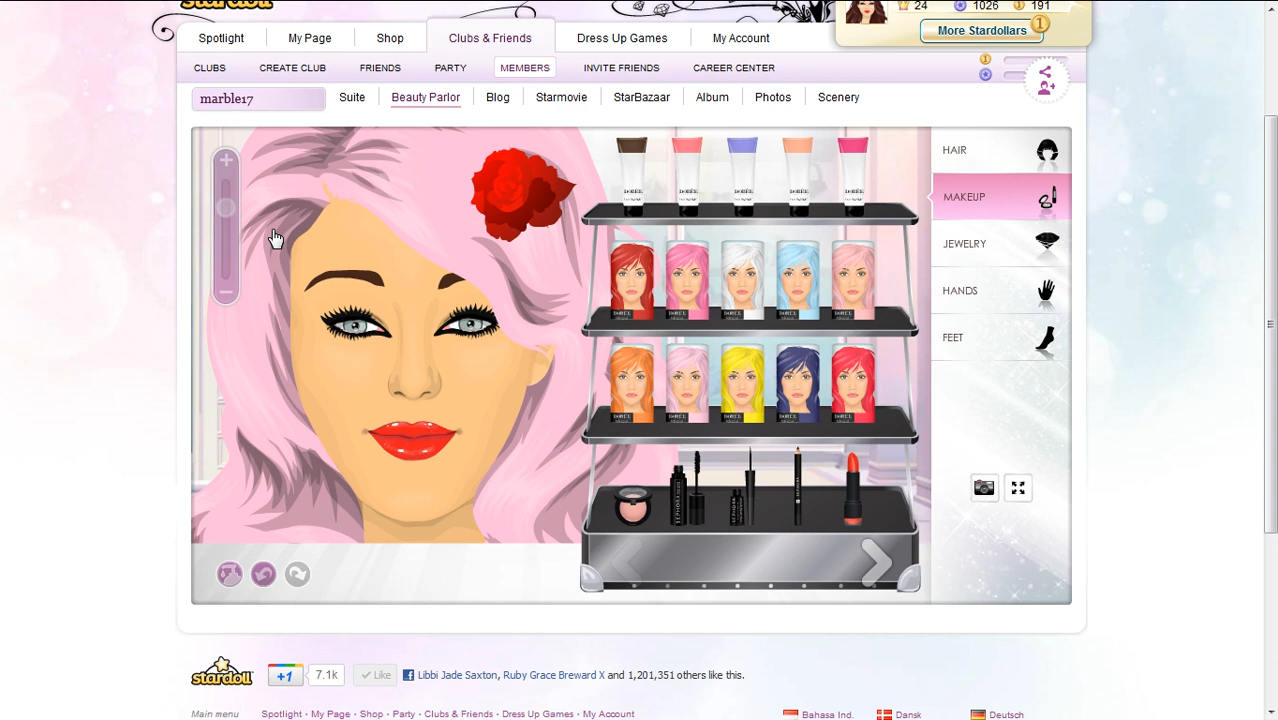 stardoll
24 1026 191
More Stardollars 1
Spotlight My P Shop Clubs & Friends Dress Up Games My Account
CLUBS CREATE CLUB FRIENDS PARTY MEMBERS INVITE FRIENDS CAREER CENTER
marble17 Suite Beauty Parlor Blog Starmovie StarBazaar Album Photos Scenery
HAIR
MAKEUP
JEWELRY
HANDS
FEET
SEPHORA
stardoll +1 7.1k Like Libbi Jade Saxton, Ruby Grace Breward X and 1,201,351 others like this.
Main menu Spotlight · My Page · Shop · Party · Clubs & Friends · Dress Up Games · My Account Bahasa Ind. Dansk Deutsch